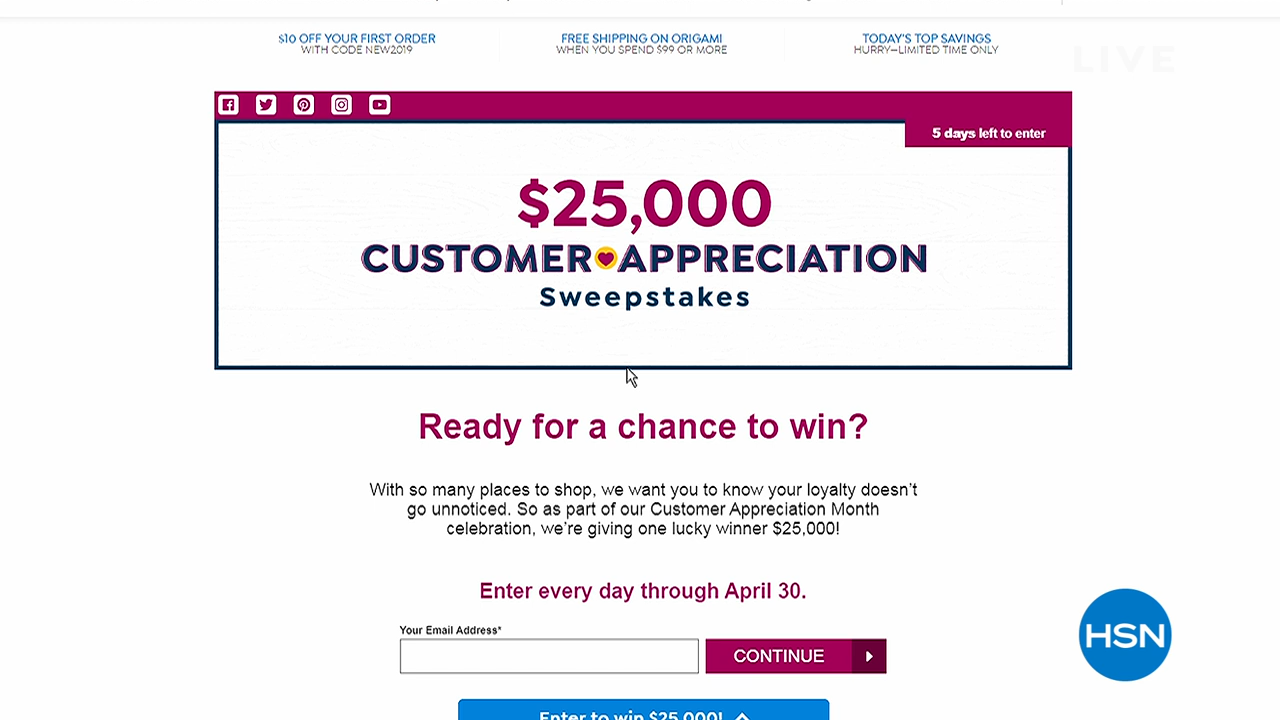 $10 OFF YOUR FIRST ORDER
WITH CODE NEW2019
FREE SHIPPING ON ORIGAMI
WHEN YOU SPEND $99 OR MORE
TODAY'S TOP SAVINGS
HURRY—LIMITED TIME ONLY
LIVE
5 days left to enter
$25,000
CUSTOMER APPRECIATION
Sweepstakes
Ready for a chance to win?
With so many places to shop, we want you to know your loyalty doesn't
go unnoticed. So as part of our Customer Appreciation Month
celebration, we're giving one lucky winner $25,000!
Enter every day through April 30.
Your Email Address*
CONTINUE
HSN
Enter to win $25,000!